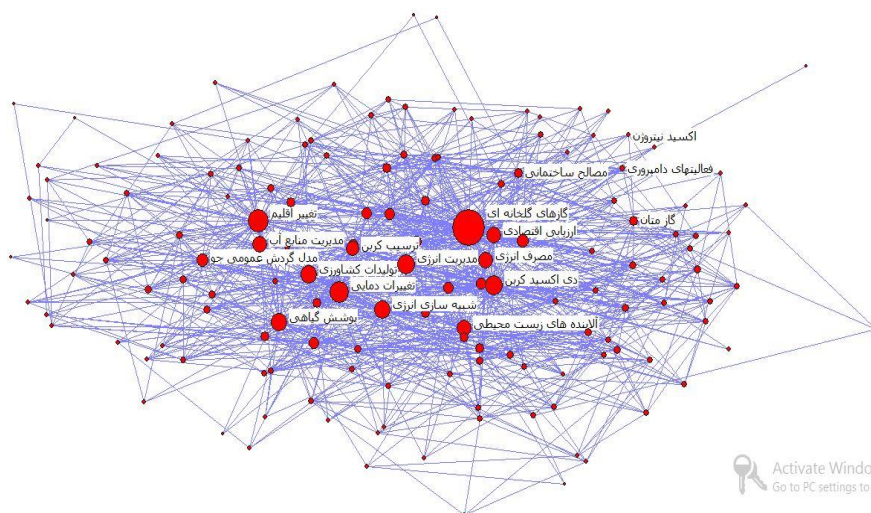 اکسید نیتروژن
فعالیتهای دامپروری
مصالح ساختمانی
گازهای گلخانه ای
تغییر اقلیم
گاز متان
ارزیابی اقتصادی
مدیریت منابع آب
ترسیب کربن
مصرف انرژی
مدیریت انرژی
مدل گردش عمومی جو
تولیدات کشاورزی
دی اکسید کربن
تغییرات دمایی
شبیه سازی انرژی
پوشش گیاهی
آلاینده های زیست محیطی
Activate Windo
Go to PC settings to